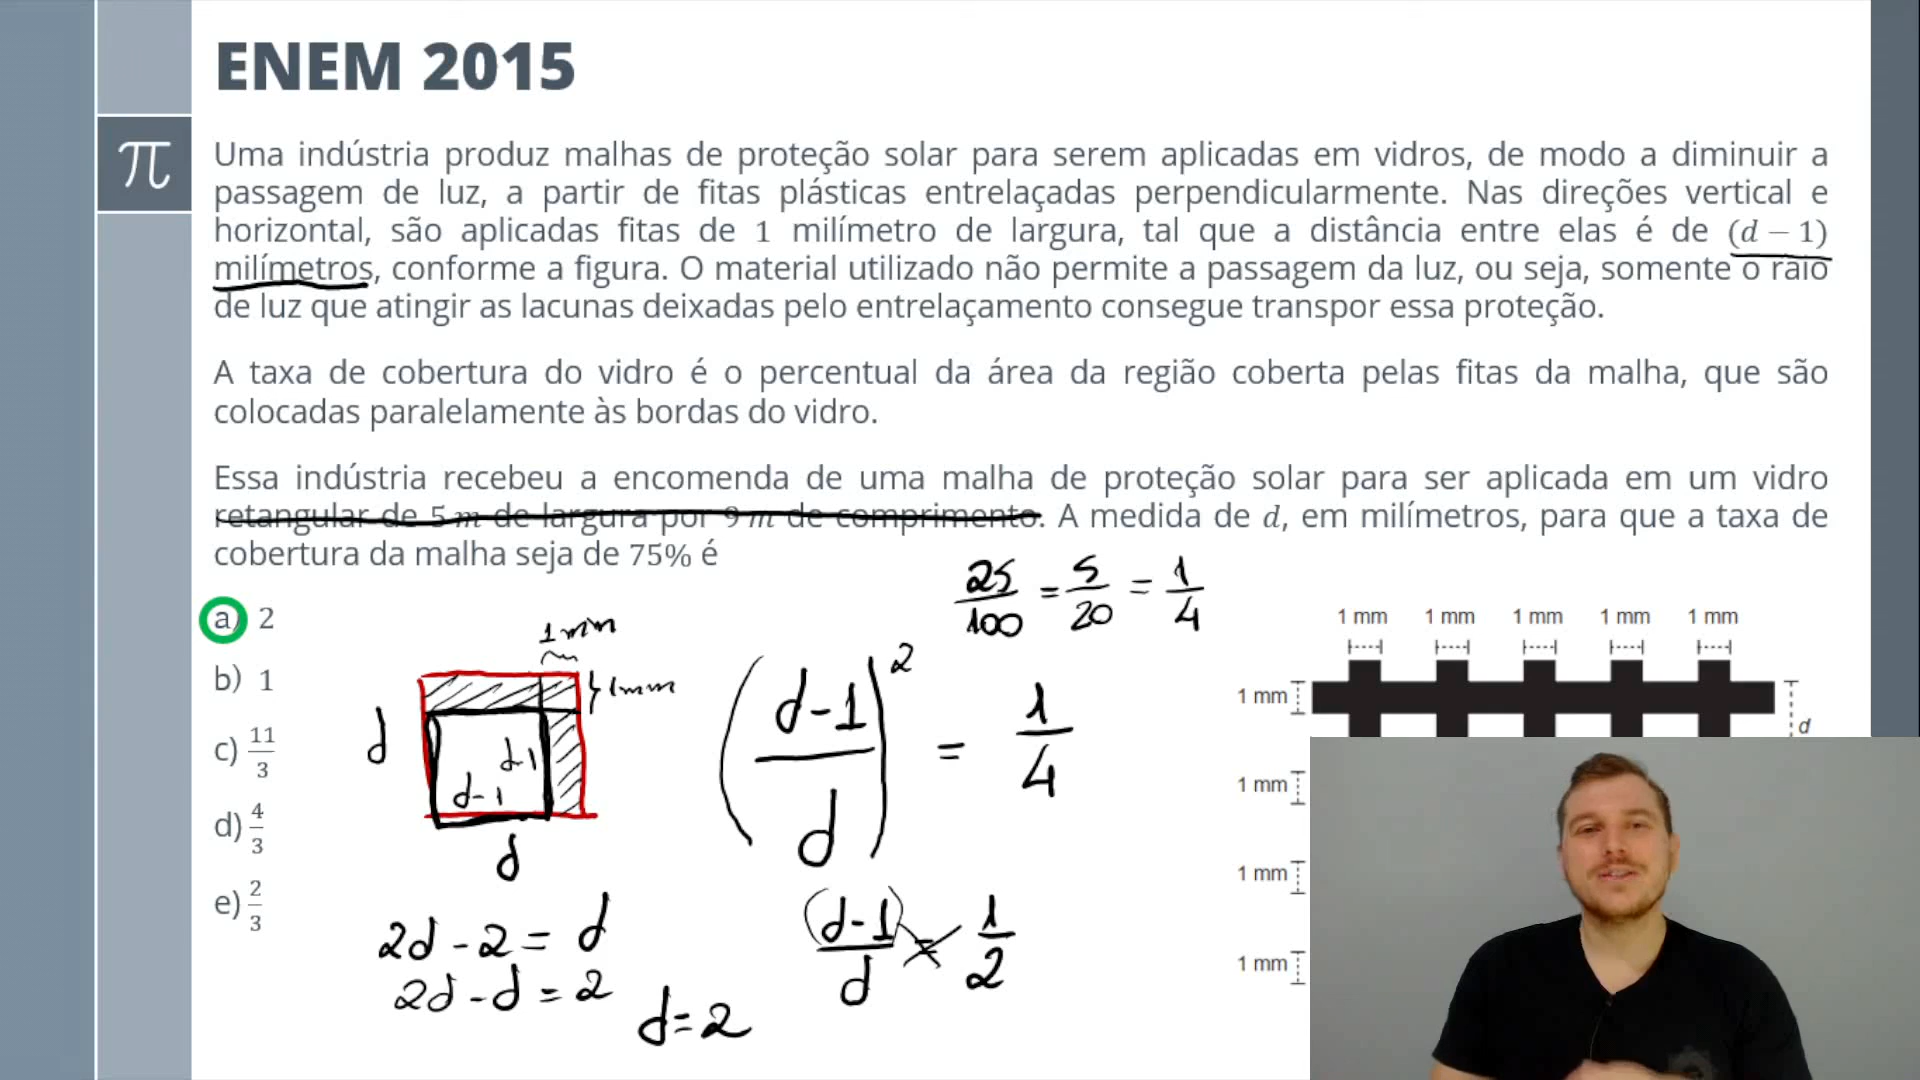 ENEM 2015
π
Uma indústria produz malhas de proteção solar para serem aplicadas em vidros, de modo a diminuir a
passagem de luz, a partir de fitas plásticas entrelaçadas perpendicularmente. Nas direções vertical e
horizontal, são aplicadas fitas de 1 milímetro de largura, tal que a distância entre elas é de (d − 1)
milímetros, conforme a figura. O material utilizado não permite a passagem da luz, ou seja, somente o raio
de luz que atingir as lacunas deixadas pelo entrelaçamento consegue transpor essa proteção.
A taxa de cobertura do vidro é o percentual da área da região coberta pelas fitas da malha, que são
colocadas paralelamente às bordas do vidro.
Essa indústria recebeu a encomenda de uma malha de proteção solar para ser aplicada em um vidro
retangular de 5 m de largura por 9 m de comprimento. A medida de d, em milímetros, para que a taxa de
cobertura da malha seja de 75% é
a) 2
b) 1
c) 11/3
d) 4/3
e) 2/3
25/100 = 5/20 = 1/4
1mm
1mm
d
d-1
d-1
d
((d-1)/d)² = 1/4
(d-1)/d = 1/2
2d - 2 = d
2d - d = 2
d = 2
1 mm 1 mm 1 mm 1 mm 1 mm
1 mm
d
1 mm
1 mm
1 mm